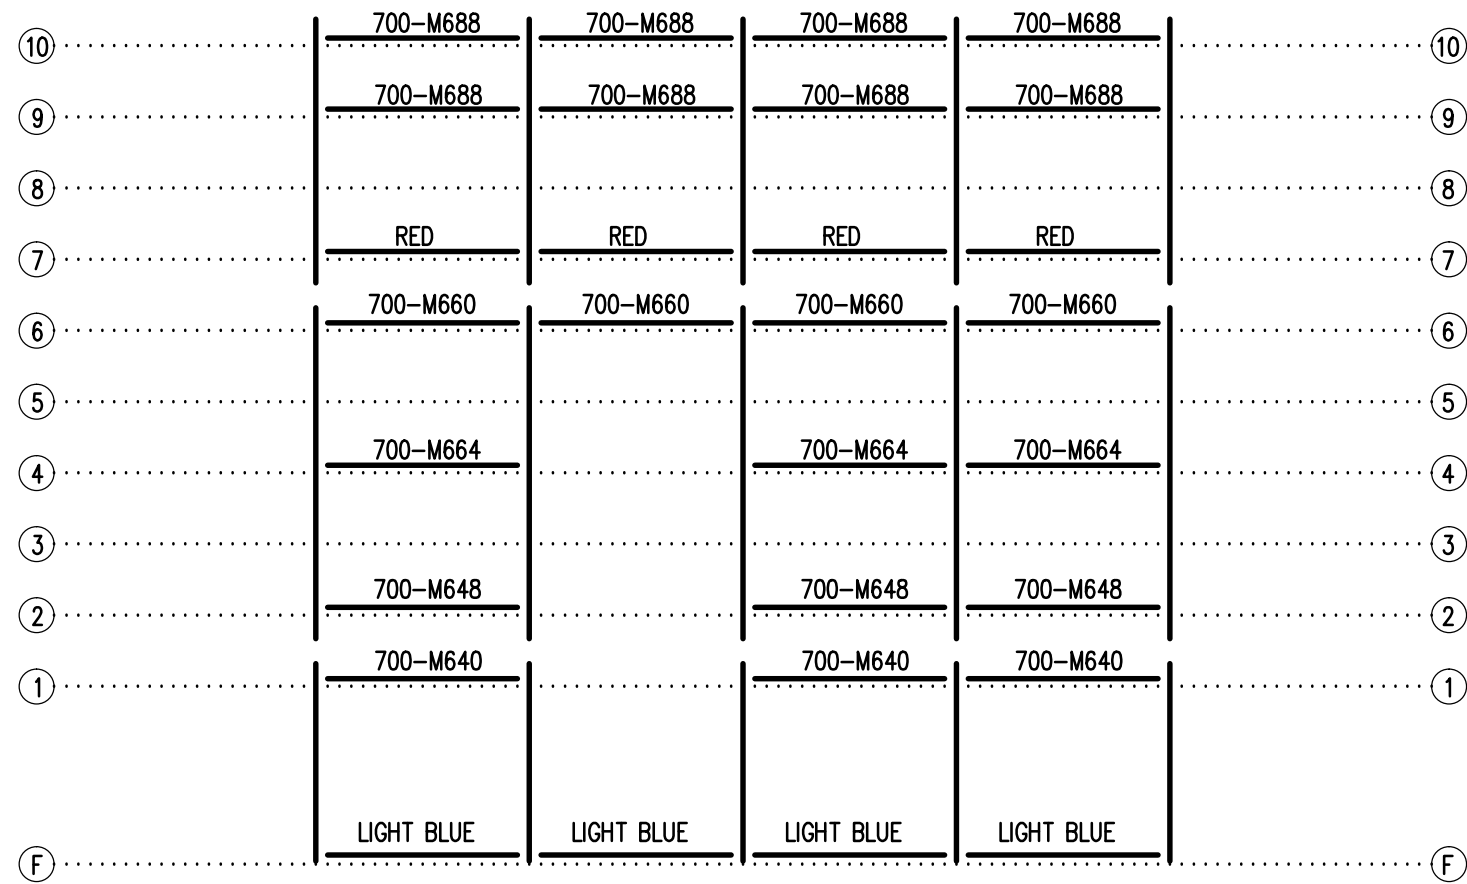 700-M688 700-M688 700-M688 700-M688
10 10
700-M688 700-M688 700-M688 700-M688
9 9
8 8
RED RED RED RED
7 7
700-M660 700-M660 700-M660 700-M660
6 6
5 5
700-M664 700-M664 700-M664
4 4
3 3
700-M648 700-M648 700-M648
2 2
700-M640 700-M640 700-M640
1 1
LIGHT BLUE LIGHT BLUE LIGHT BLUE LIGHT BLUE
F F